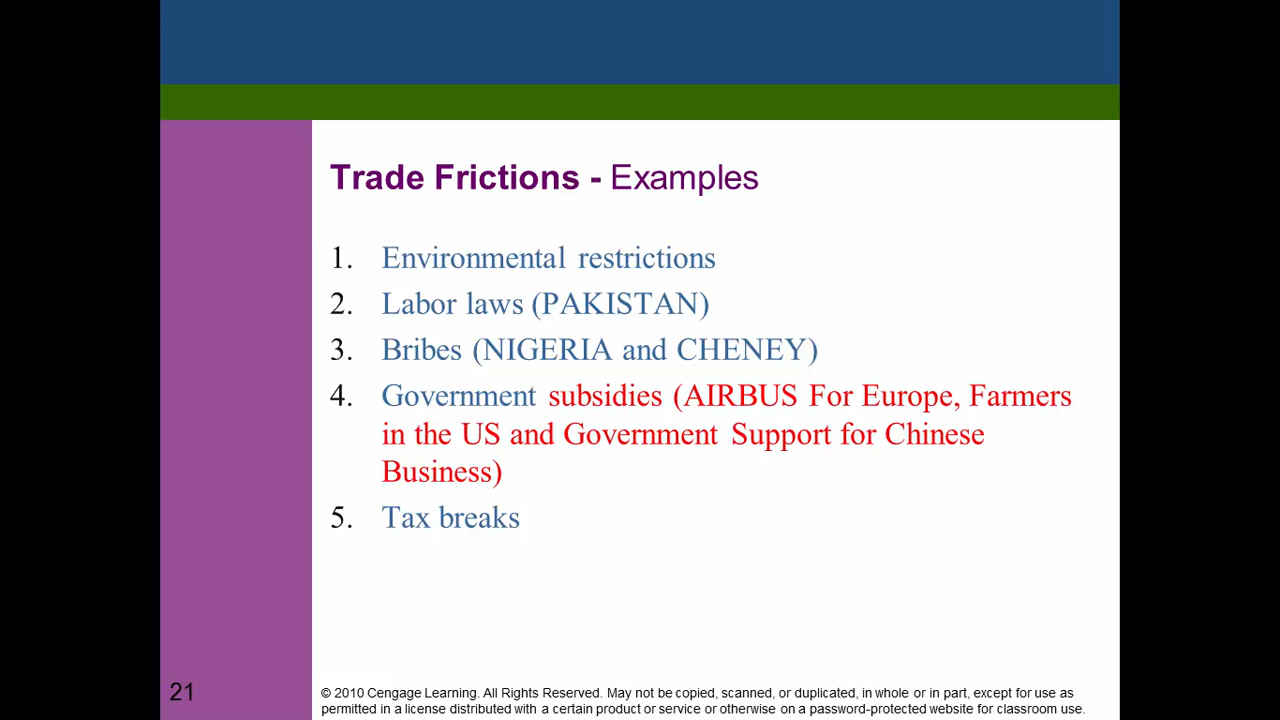 Trade Frictions - Examples
1. Environmental restrictions
2. Labor laws (PAKISTAN)
3. Bribes (NIGERIA and CHENEY)
4. Government subsidies (AIRBUS For Europe, Farmers
in the US and Government Support for Chinese
Business)
5. Tax breaks
21
© 2010 Cengage Learning. All Rights Reserved. May not be copied, scanned, or duplicated, in whole or in part, except for use as
permitted in a license distributed with a certain product or service or otherwise on a password-protected website for classroom use.